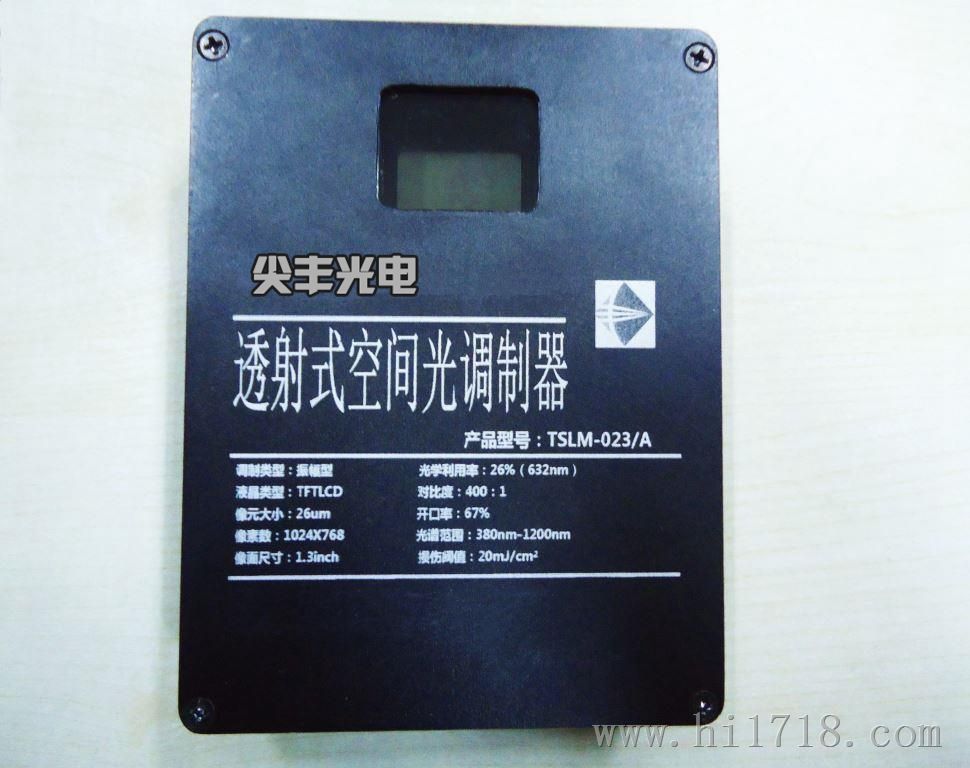 尖丰光电
透射式空间光调制器
产品型号：TSLM-023/A
调制类型：振幅型 光学利用率：26%（632nm）
液晶类型：TFTLCD 对比度：400：1
像元大小：26um 开口率：67%
像素数：1024X768 光谱范围：380nm-1200nm
像面尺寸：1.3inch 损伤阈值：20mJ/cm²
www.hi1718.com